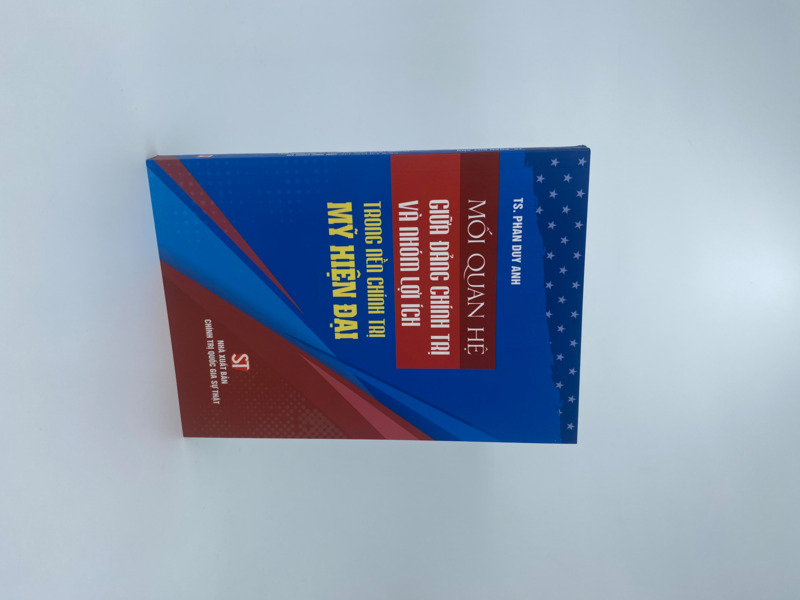 TS. PHAN DUY ANH
MỐI QUAN HỆ
GIỮA ĐẢNG CHÍNH TRỊ
VÀ NHÓM LỢI ÍCH
TRONG NỀN CHÍNH TRỊ
MỸ HIỆN ĐẠI
ST
NHÀ XUẤT BẢN
CHÍNH TRỊ QUỐC GIA SỰ THẬT